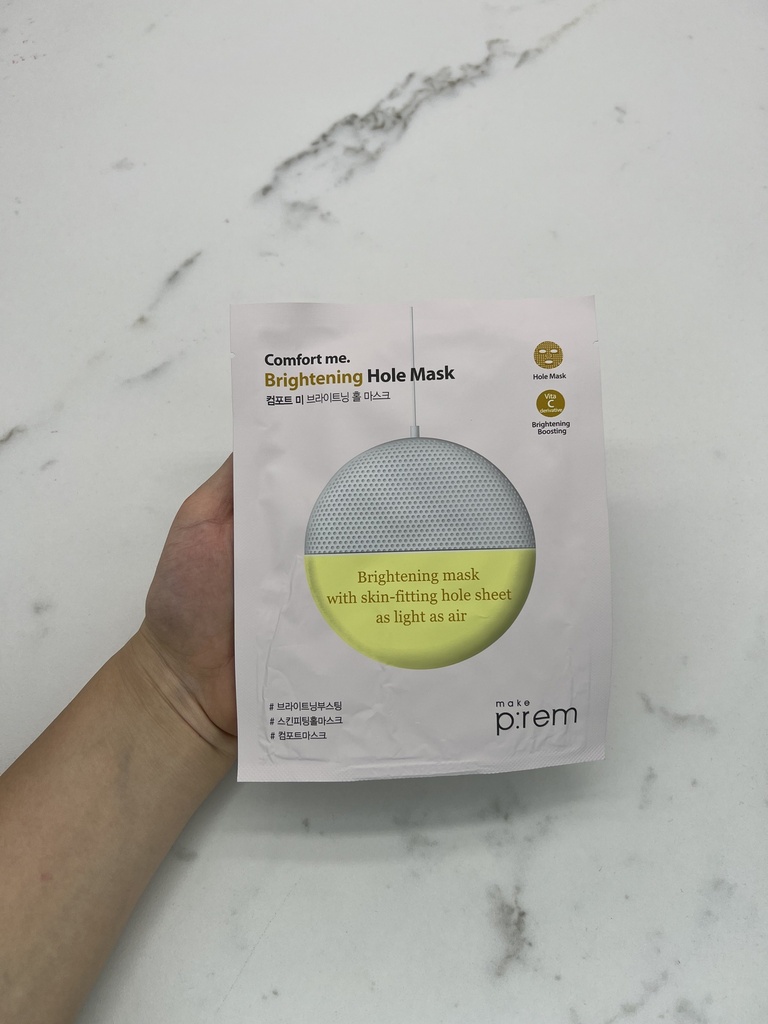 Comfort me.
Brightening Hole Mask
컴포트 미 브라이트닝 홀 마스크
Hole Mask
Vita
C
derivative
Brightening
Boosting
Brightening mask
with skin-fitting hole sheet
as light as air
# 브라이트닝부스팅
# 스킨피팅홀마스크
# 컴포트마스크
make
p:rem